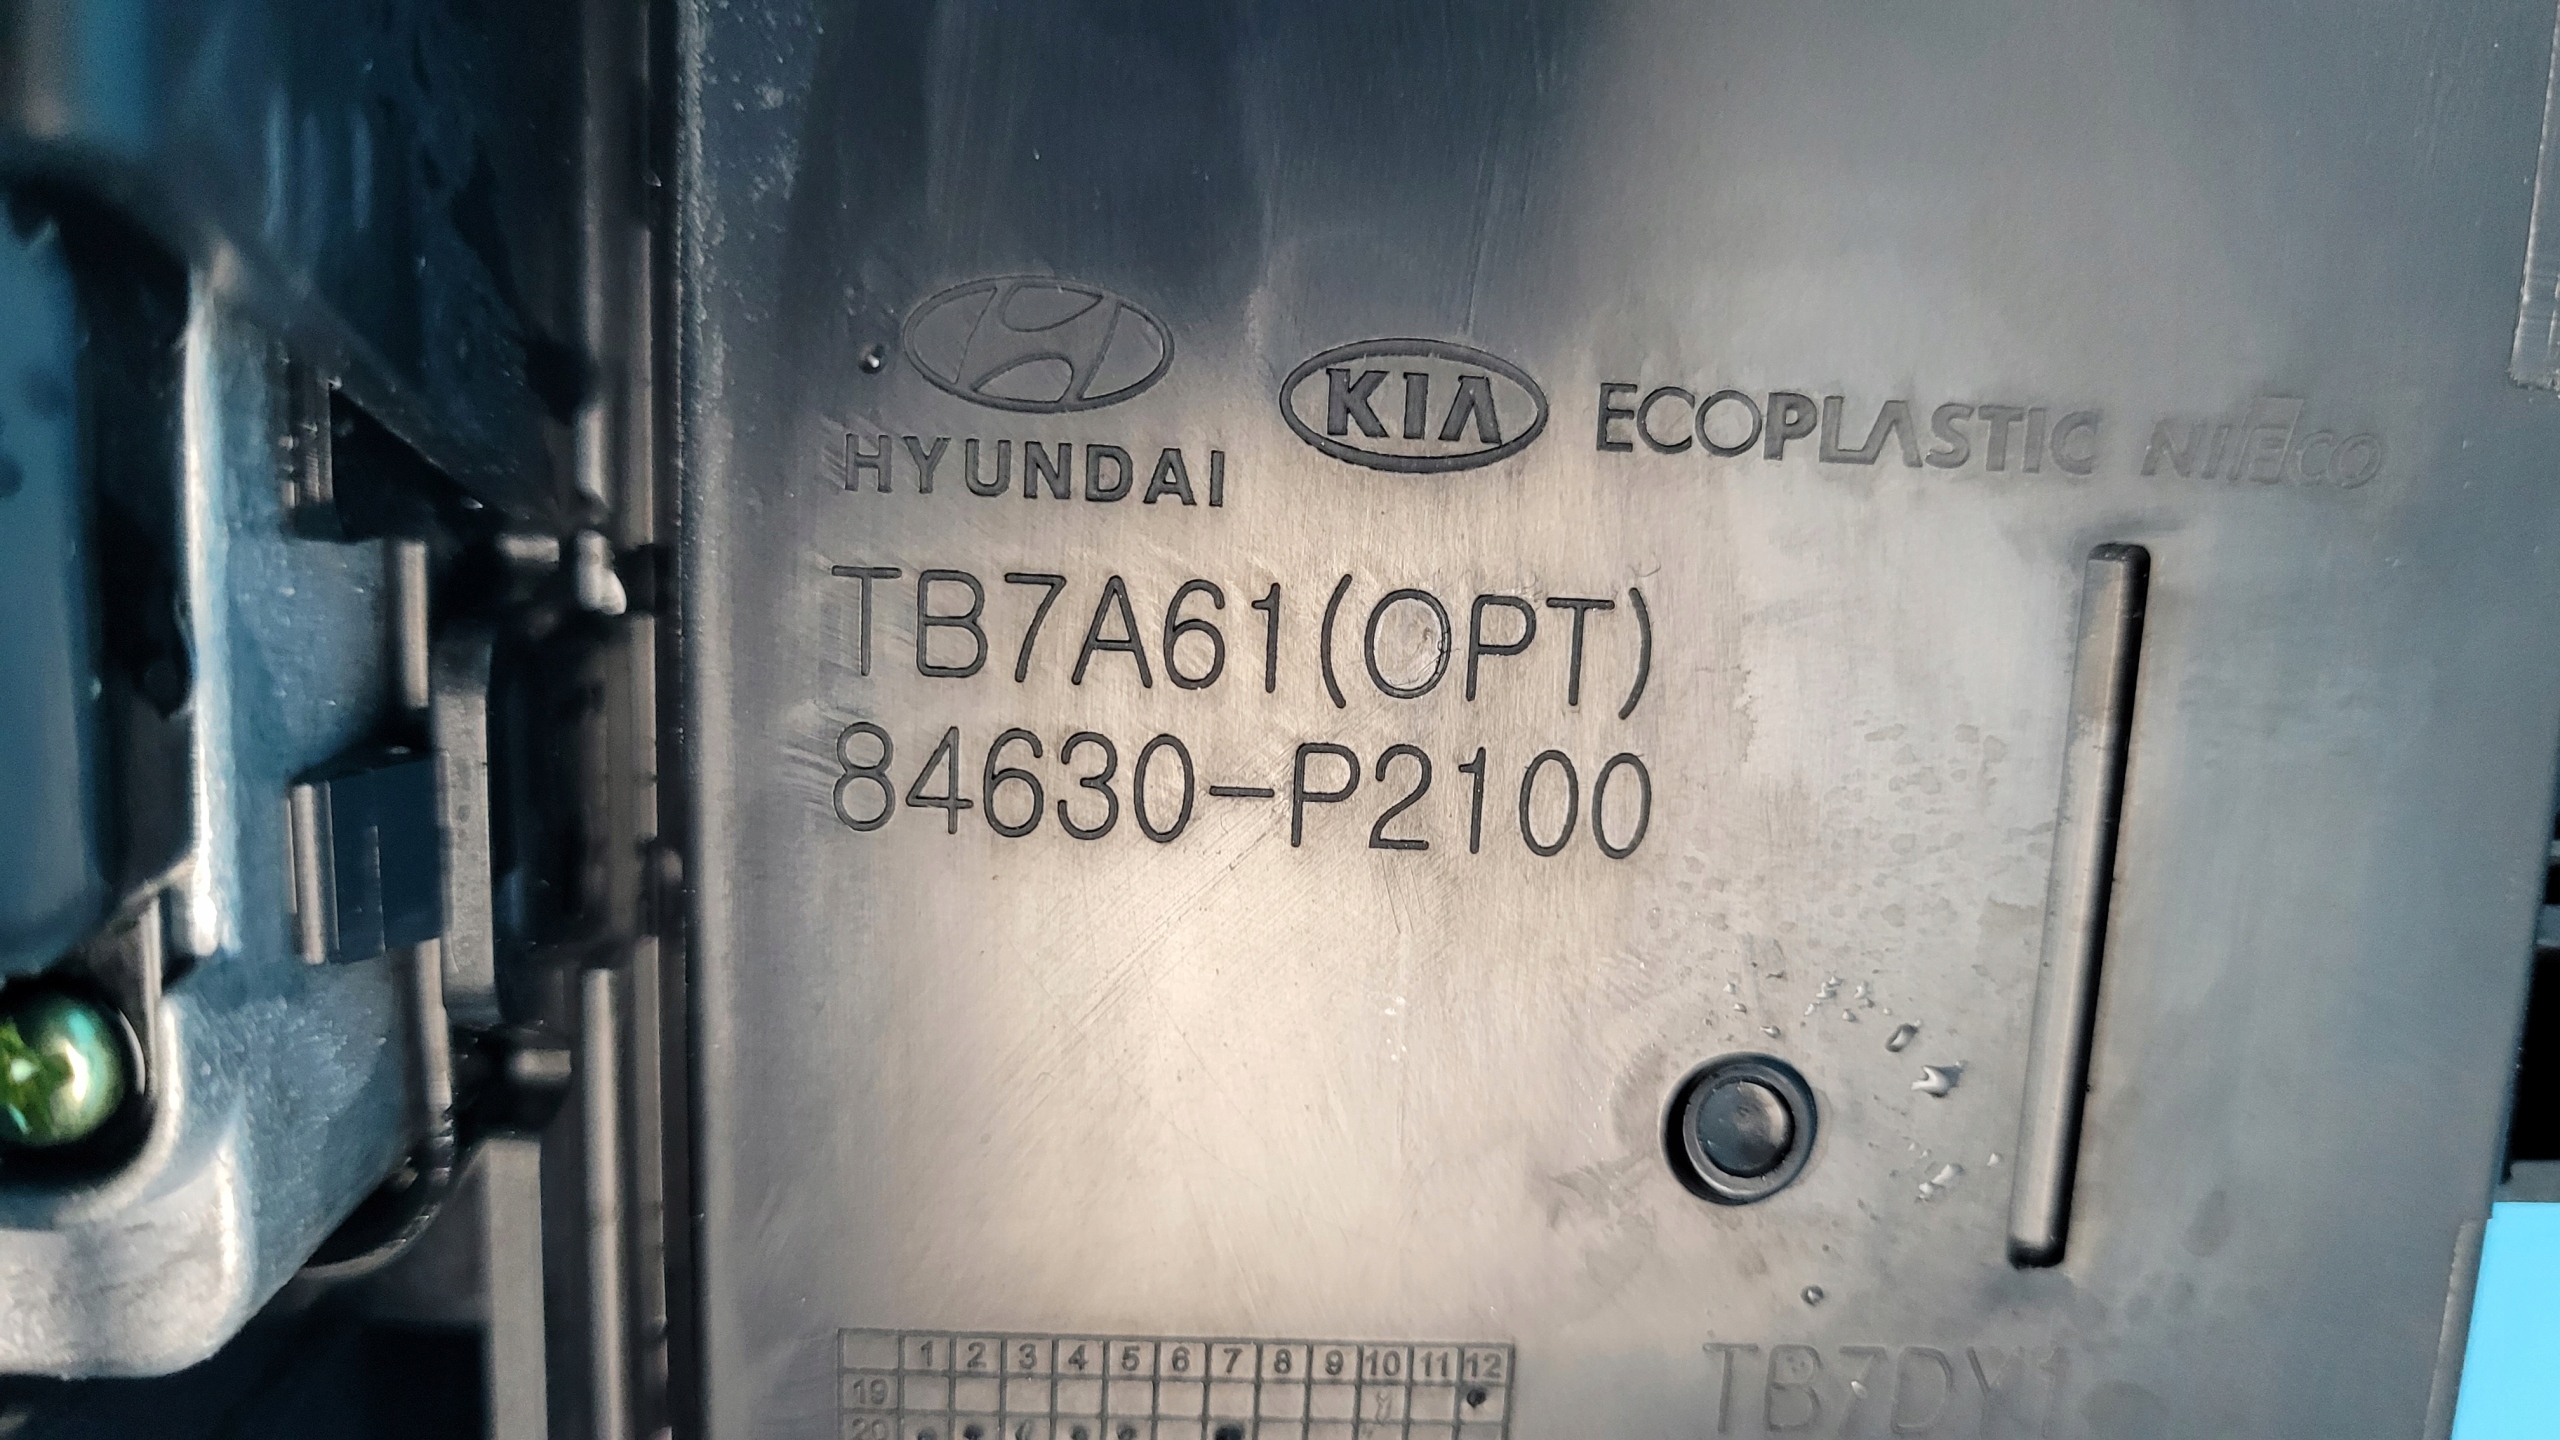 HYUNDAI KIA ECOPLASTIC
TB7A61(OPT)
84630-P2100
1 2 3 4 5 6 7 8 9 10 11 12
19
20
TB7DY1